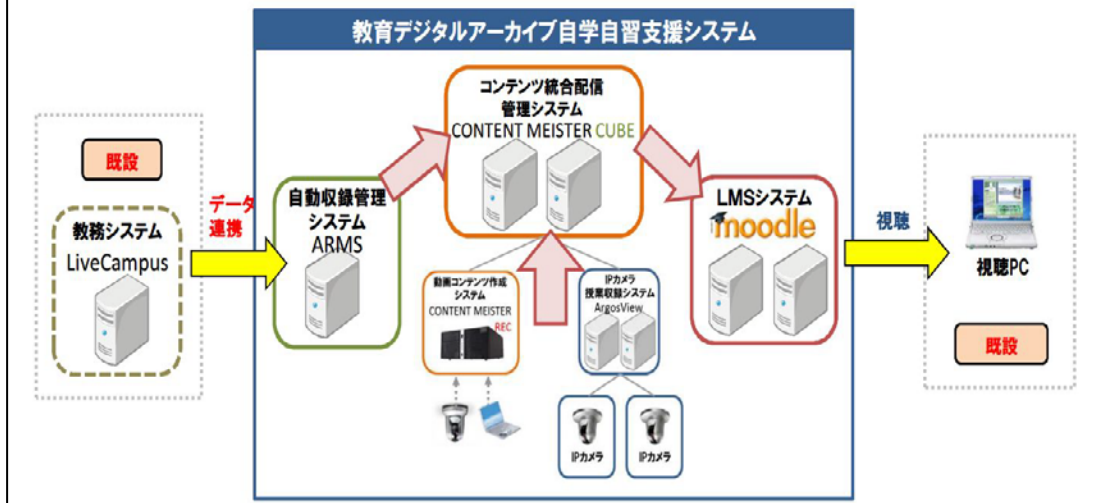 教育デジタルアーカイブ自学自習支援システム
既設
教務システム
LiveCampus
データ
連携
自動収録管理
システム
ARMS
コンテンツ統合配信
管理システム
CONTENT MEISTER CUBE
動画コンテンツ作成
システム
CONTENT MEISTER
REC
IPカメラ
授業収録システム
ArgosView
IPカメラ
IPカメラ
LMSシステム
moodle
視聴
視聴PC
既設